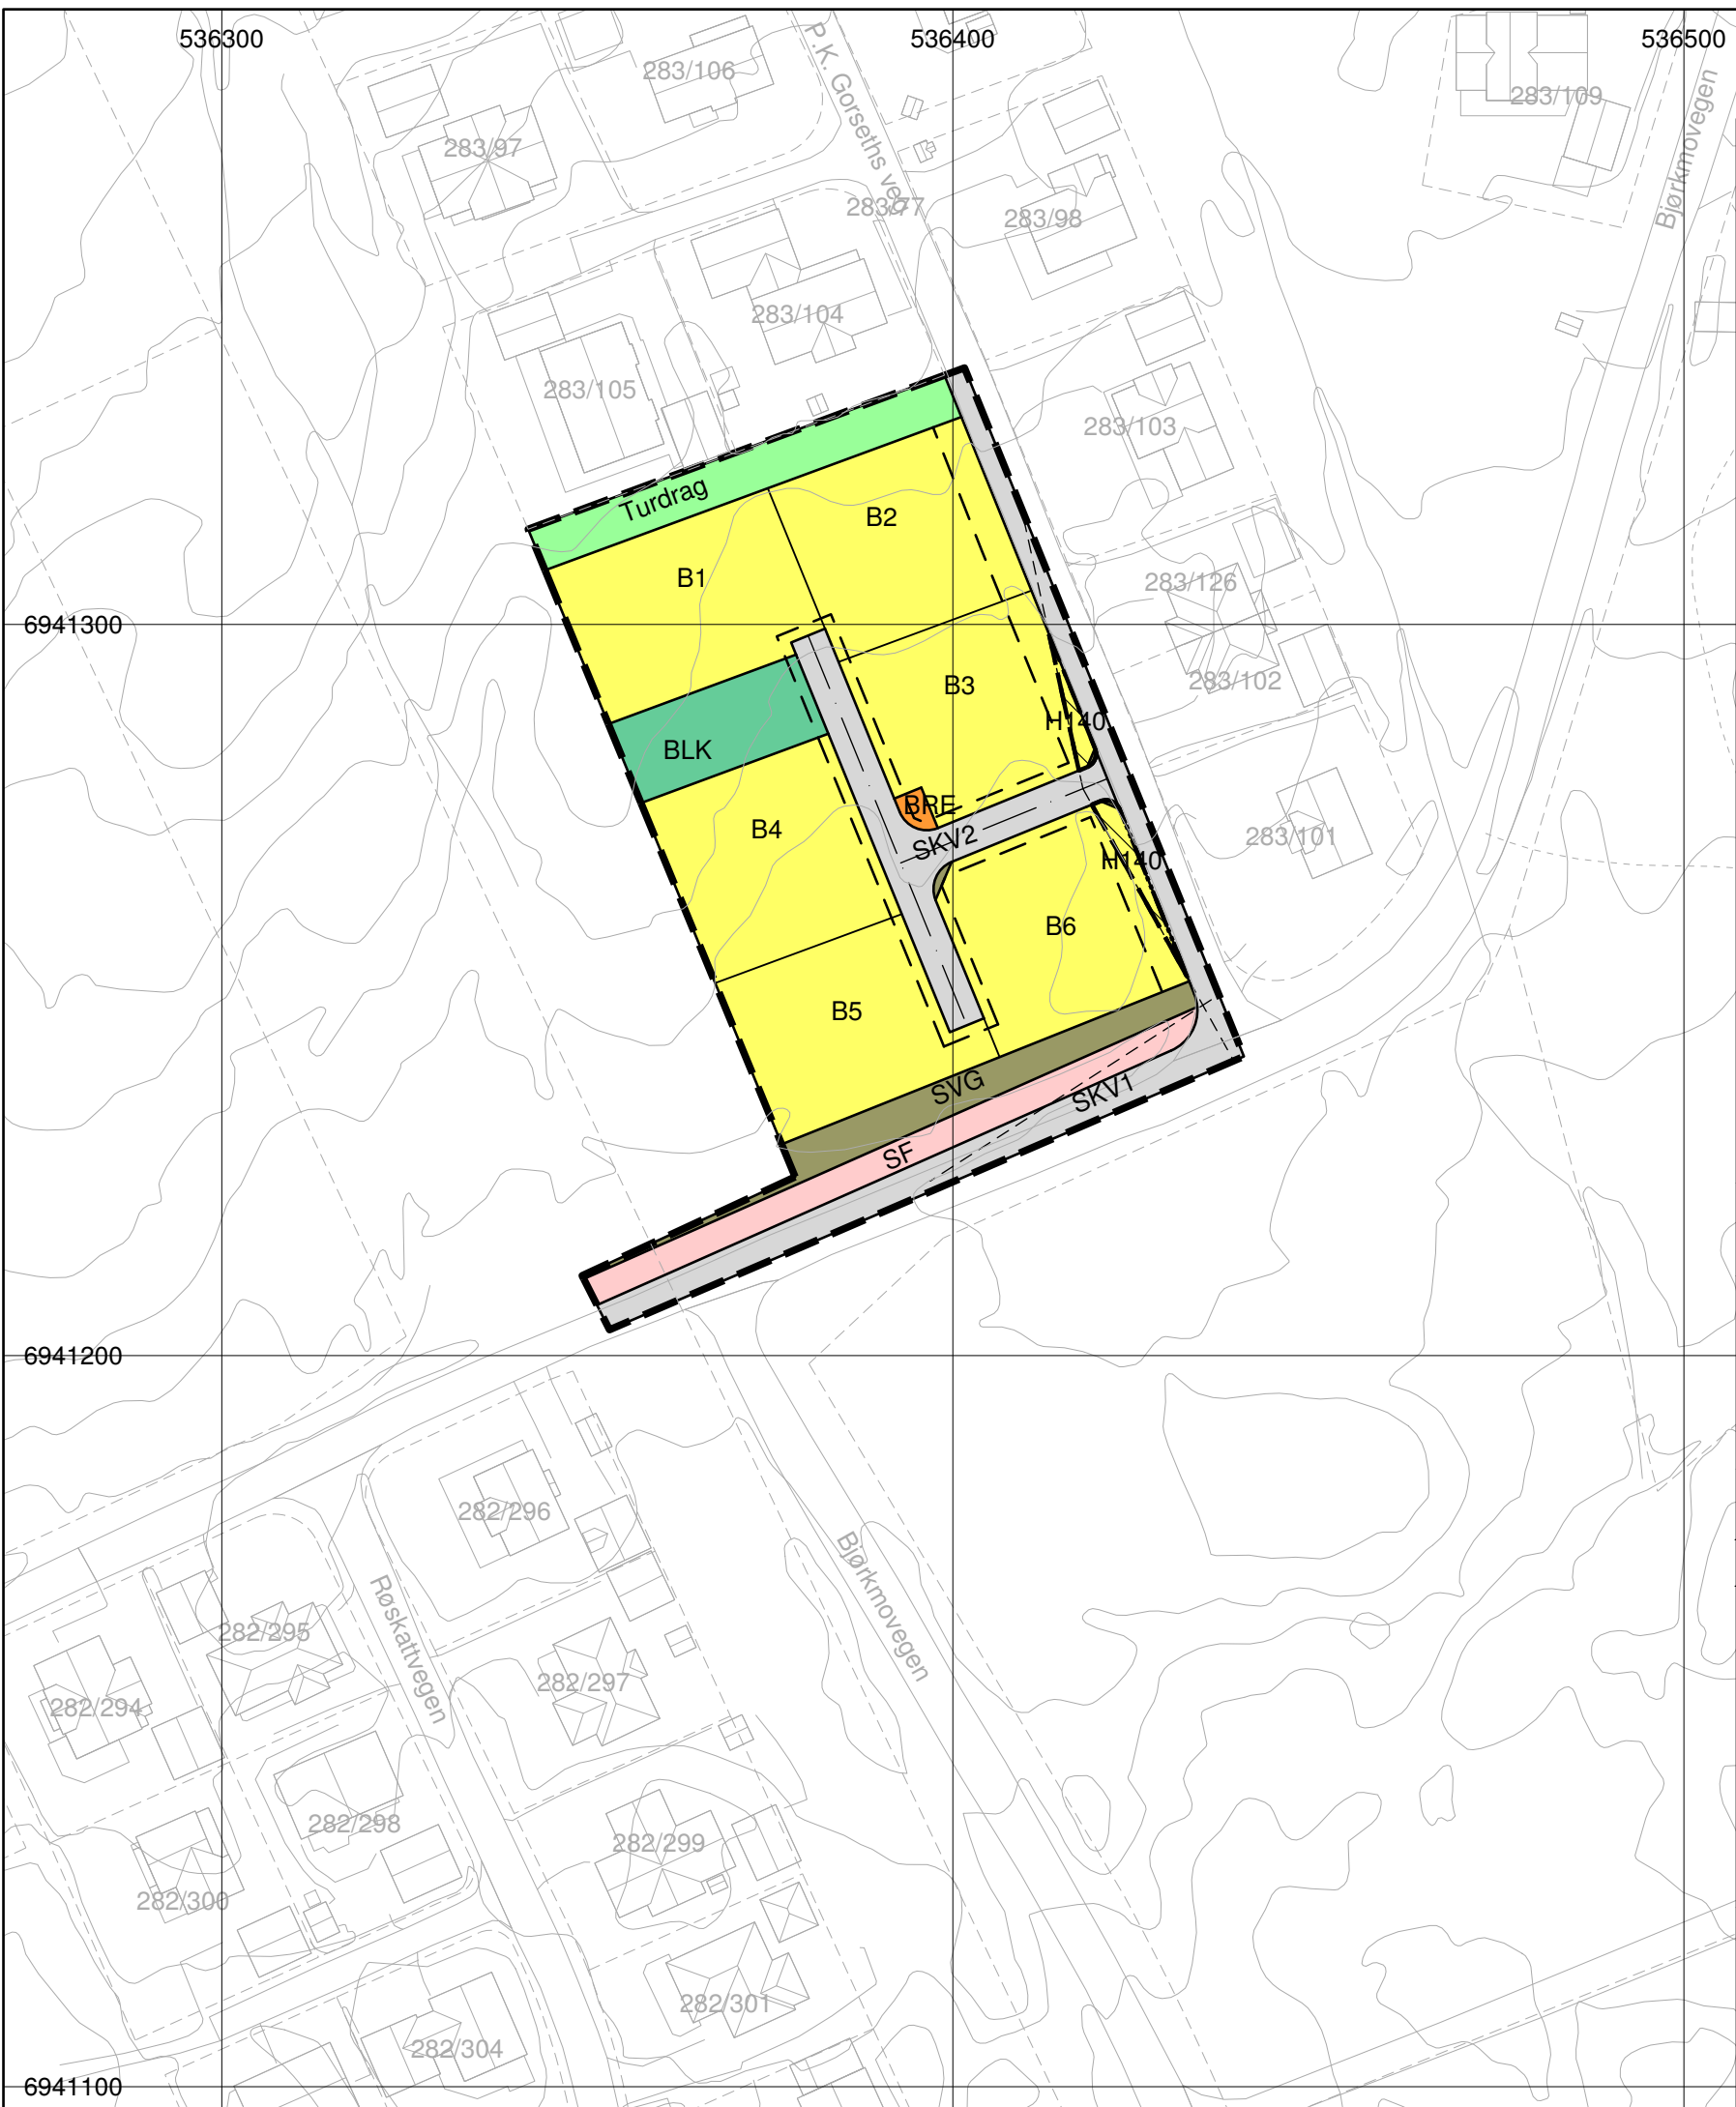 536300
536400
536500
283/106
P.K. Gorseths veg
283/109
Bjørkmovegen
283/97
283/77
283/98
283/104
283/105
283/103
Turdrag
B2
B1
283/126
6941300
B3
283/102
H140
BLK
BRE
B4
SKV2
283/101
H140
B6
B5
SVG
SKV1
SF
6941200
282/296
Bjørkmovegen
Røskattvegen
282/295
282/297
282/294
282/298
282/299
282/300
282/301
282/304
6941100